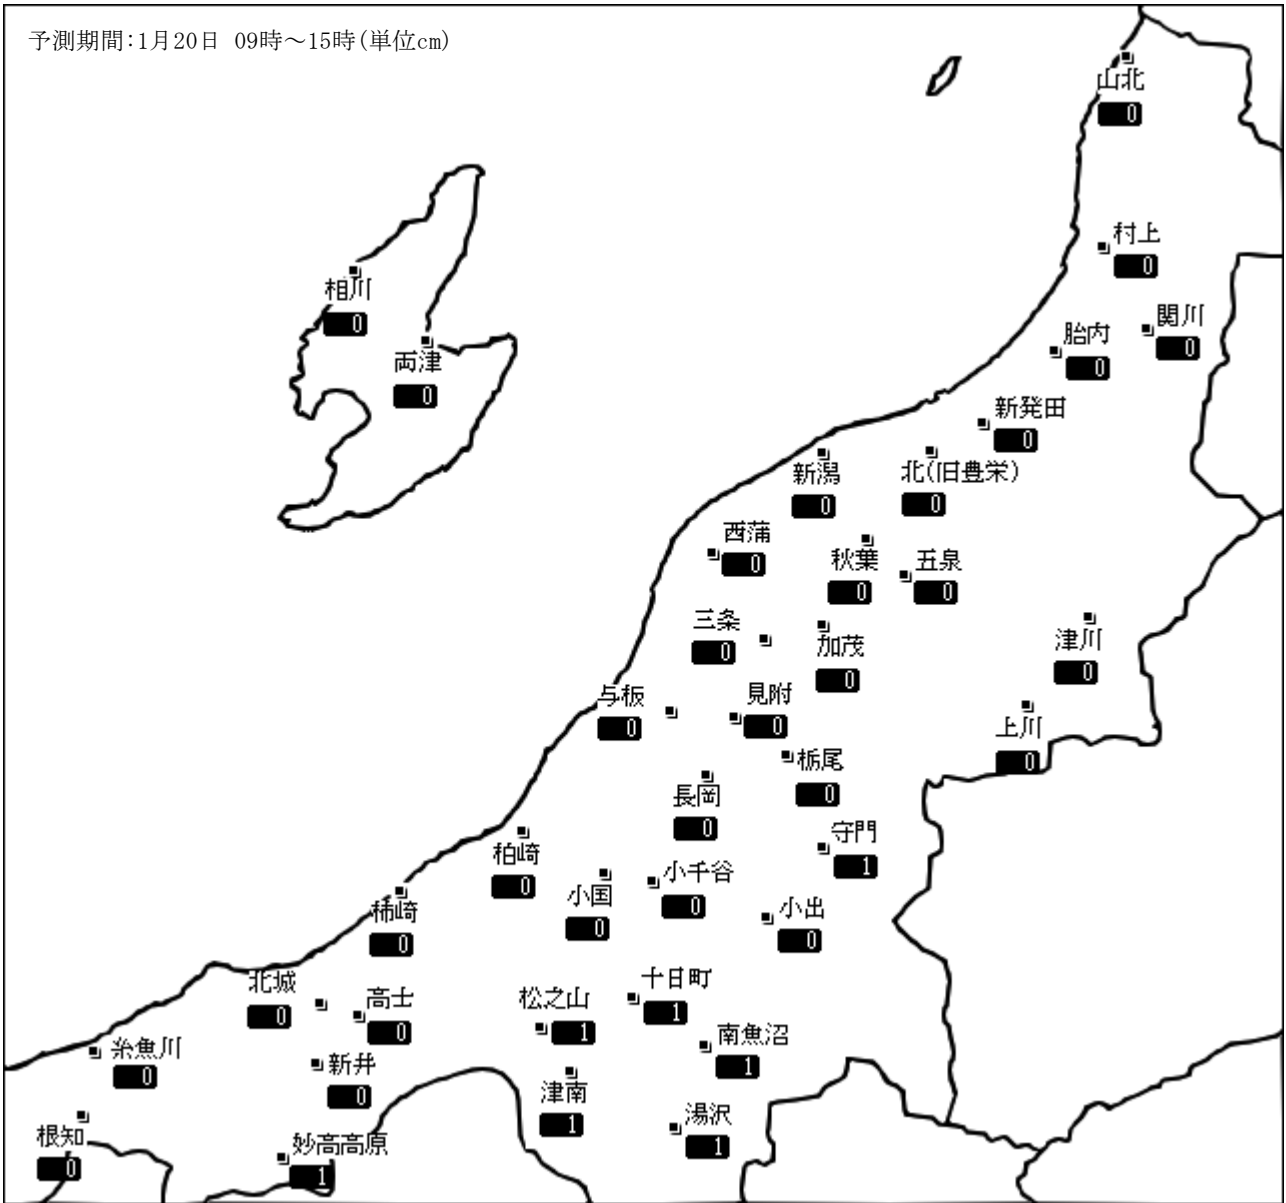 予測期間:1月20日 09時～15時(単位cm)
山北
0
村上
0
相川
0
関川
0
胎内
0
両津
0
新発田
0
新潟
0
北(旧豊栄)
0
西蒲
0
秋葉
0
五泉
0
三条
0
加茂
0
津川
0
与板
0
見附
0
上川
0
栃尾
0
長岡
0
守門
1
柏崎
0
小国
0
小千谷
0
小出
0
柿崎
0
北城
0
高士
0
松之山
1
十日町
1
南魚沼
1
糸魚川
0
新井
0
津南
1
湯沢
1
根知
0
妙高高原
1